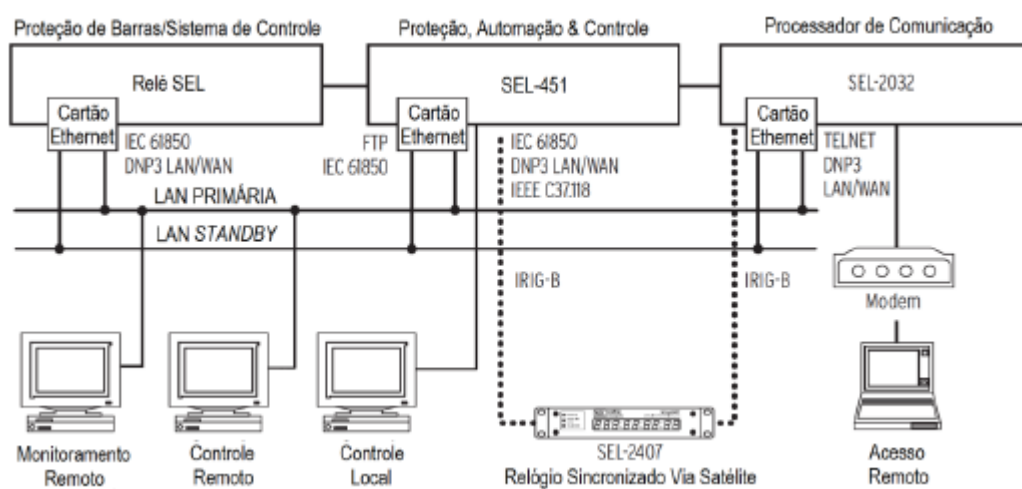 Proteção de Barras/Sistema de Controle
Proteção, Automação & Controle
Processador de Comunicação
Relé SEL
SEL-451
SEL-2032
Cartão
Ethernet
IEC 61850
DNP3 LAN/WAN
FTP
IEC 61850
Cartão
Ethernet
IEC 61850
DNP3 LAN/WAN
IEEE C37.118
Cartão
Ethernet
TELNET
DNP3
LAN/WAN
LAN PRIMÁRIA
LAN STANDBY
IRIG-B
IRIG-B
Modem
Monitoramento
Remoto
Controle
Remoto
Controle
Local
SEL-2407
Relógio Sincronizado Via Satélite
Acesso
Remoto